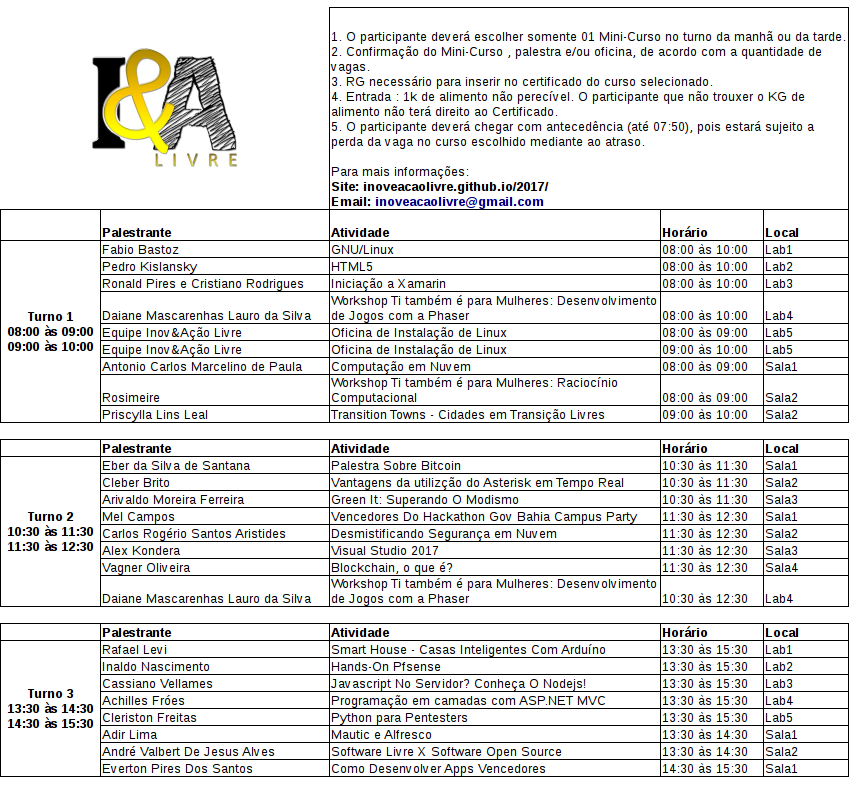 I&A
LIVRE
1. O participante deverá escolher somente 01 Mini-Curso no turno da manhã ou da tarde.
2. Confirmação do Mini-Curso , palestra e/ou oficina, de acordo com a quantidade de
vagas.
3. RG necessário para inserir no certificado do curso selecionado.
4. Entrada : 1k de alimento não perecível. O participante que não trouxer o KG de
alimento não terá direito ao Certificado.
5. O participante deverá chegar com antecedência (até 07:50), pois estará sujeito a
perda da vaga no curso escolhido mediante ao atraso.
Para mais informações:
Site: inoveacaolivre.github.io/2017/
Email: inoveacaolivre@gmail.com
Palestrante Atividade Horário Local
Turno 1
08:00 às 09:00
09:00 às 10:00
Fabio Bastoz GNU/Linux 08:00 às 10:00 Lab1
Pedro Kislansky HTML5 08:00 às 10:00 Lab2
Ronald Pires e Cristiano Rodrigues Iniciação a Xamarin 08:00 às 10:00 Lab3
Workshop Ti também é para Mulheres: Desenvolvimento
Daiane Mascarenhas Lauro da Silva de Jogos com a Phaser 08:00 às 10:00 Lab4
Equipe Inov&Ação Livre Oficina de Instalação de Linux 08:00 às 09:00 Lab5
Equipe Inov&Ação Livre Oficina de Instalação de Linux 09:00 às 10:00 Lab5
Antonio Carlos Marcelino de Paula Computação em Nuvem 08:00 às 09:00 Sala1
Workshop Ti também é para Mulheres: Raciocínio
Rosimeire Computacional 08:00 às 09:00 Sala2
Priscylla Lins Leal Transition Towns - Cidades em Transição Livres 09:00 às 10:00 Sala2
Palestrante Atividade Horário Local
Turno 2
10:30 às 11:30
11:30 às 12:30
Eber da Silva de Santana Palestra Sobre Bitcoin 10:30 às 11:30 Sala1
Cleber Brito Vantagens da utilizção do Asterisk em Tempo Real 10:30 às 11:30 Sala2
Arivaldo Moreira Ferreira Green It: Superando O Modismo 10:30 às 11:30 Sala3
Mel Campos Vencedores Do Hackathon Gov Bahia Campus Party 11:30 às 12:30 Sala1
Carlos Rogério Santos Aristides Desmistificando Segurança em Nuvem 11:30 às 12:30 Sala2
Alex Kondera Visual Studio 2017 11:30 às 12:30 Sala3
Vagner Oliveira Blockchain, o que é? 11:30 às 12:30 Sala4
Workshop Ti também é para Mulheres: Desenvolvimento
Daiane Mascarenhas Lauro da Silva de Jogos com a Phaser 10:30 às 12:30 Lab4
Palestrante Atividade Horário Local
Turno 3
13:30 às 14:30
14:30 às 15:30
Rafael Levi Smart House - Casas Inteligentes Com Arduíno 13:30 às 15:30 Lab1
Inaldo Nascimento Hands-On Pfsense 13:30 às 15:30 Lab2
Cassiano Vellames Javascript No Servidor? Conheça O Nodejs! 13:30 às 15:30 Lab3
Achilles Fróes Programação em camadas com ASP.NET MVC 13:30 às 15:30 Lab4
Cleriston Freitas Python para Pentesters 13:30 às 15:30 Lab5
Adir Lima Mautic e Alfresco 13:30 às 14:30 Sala1
André Valbert De Jesus Alves Software Livre X Software Open Source 13:30 às 14:30 Sala2
Everton Pires Dos Santos Como Desenvolver Apps Vencedores 14:30 às 15:30 Sala1